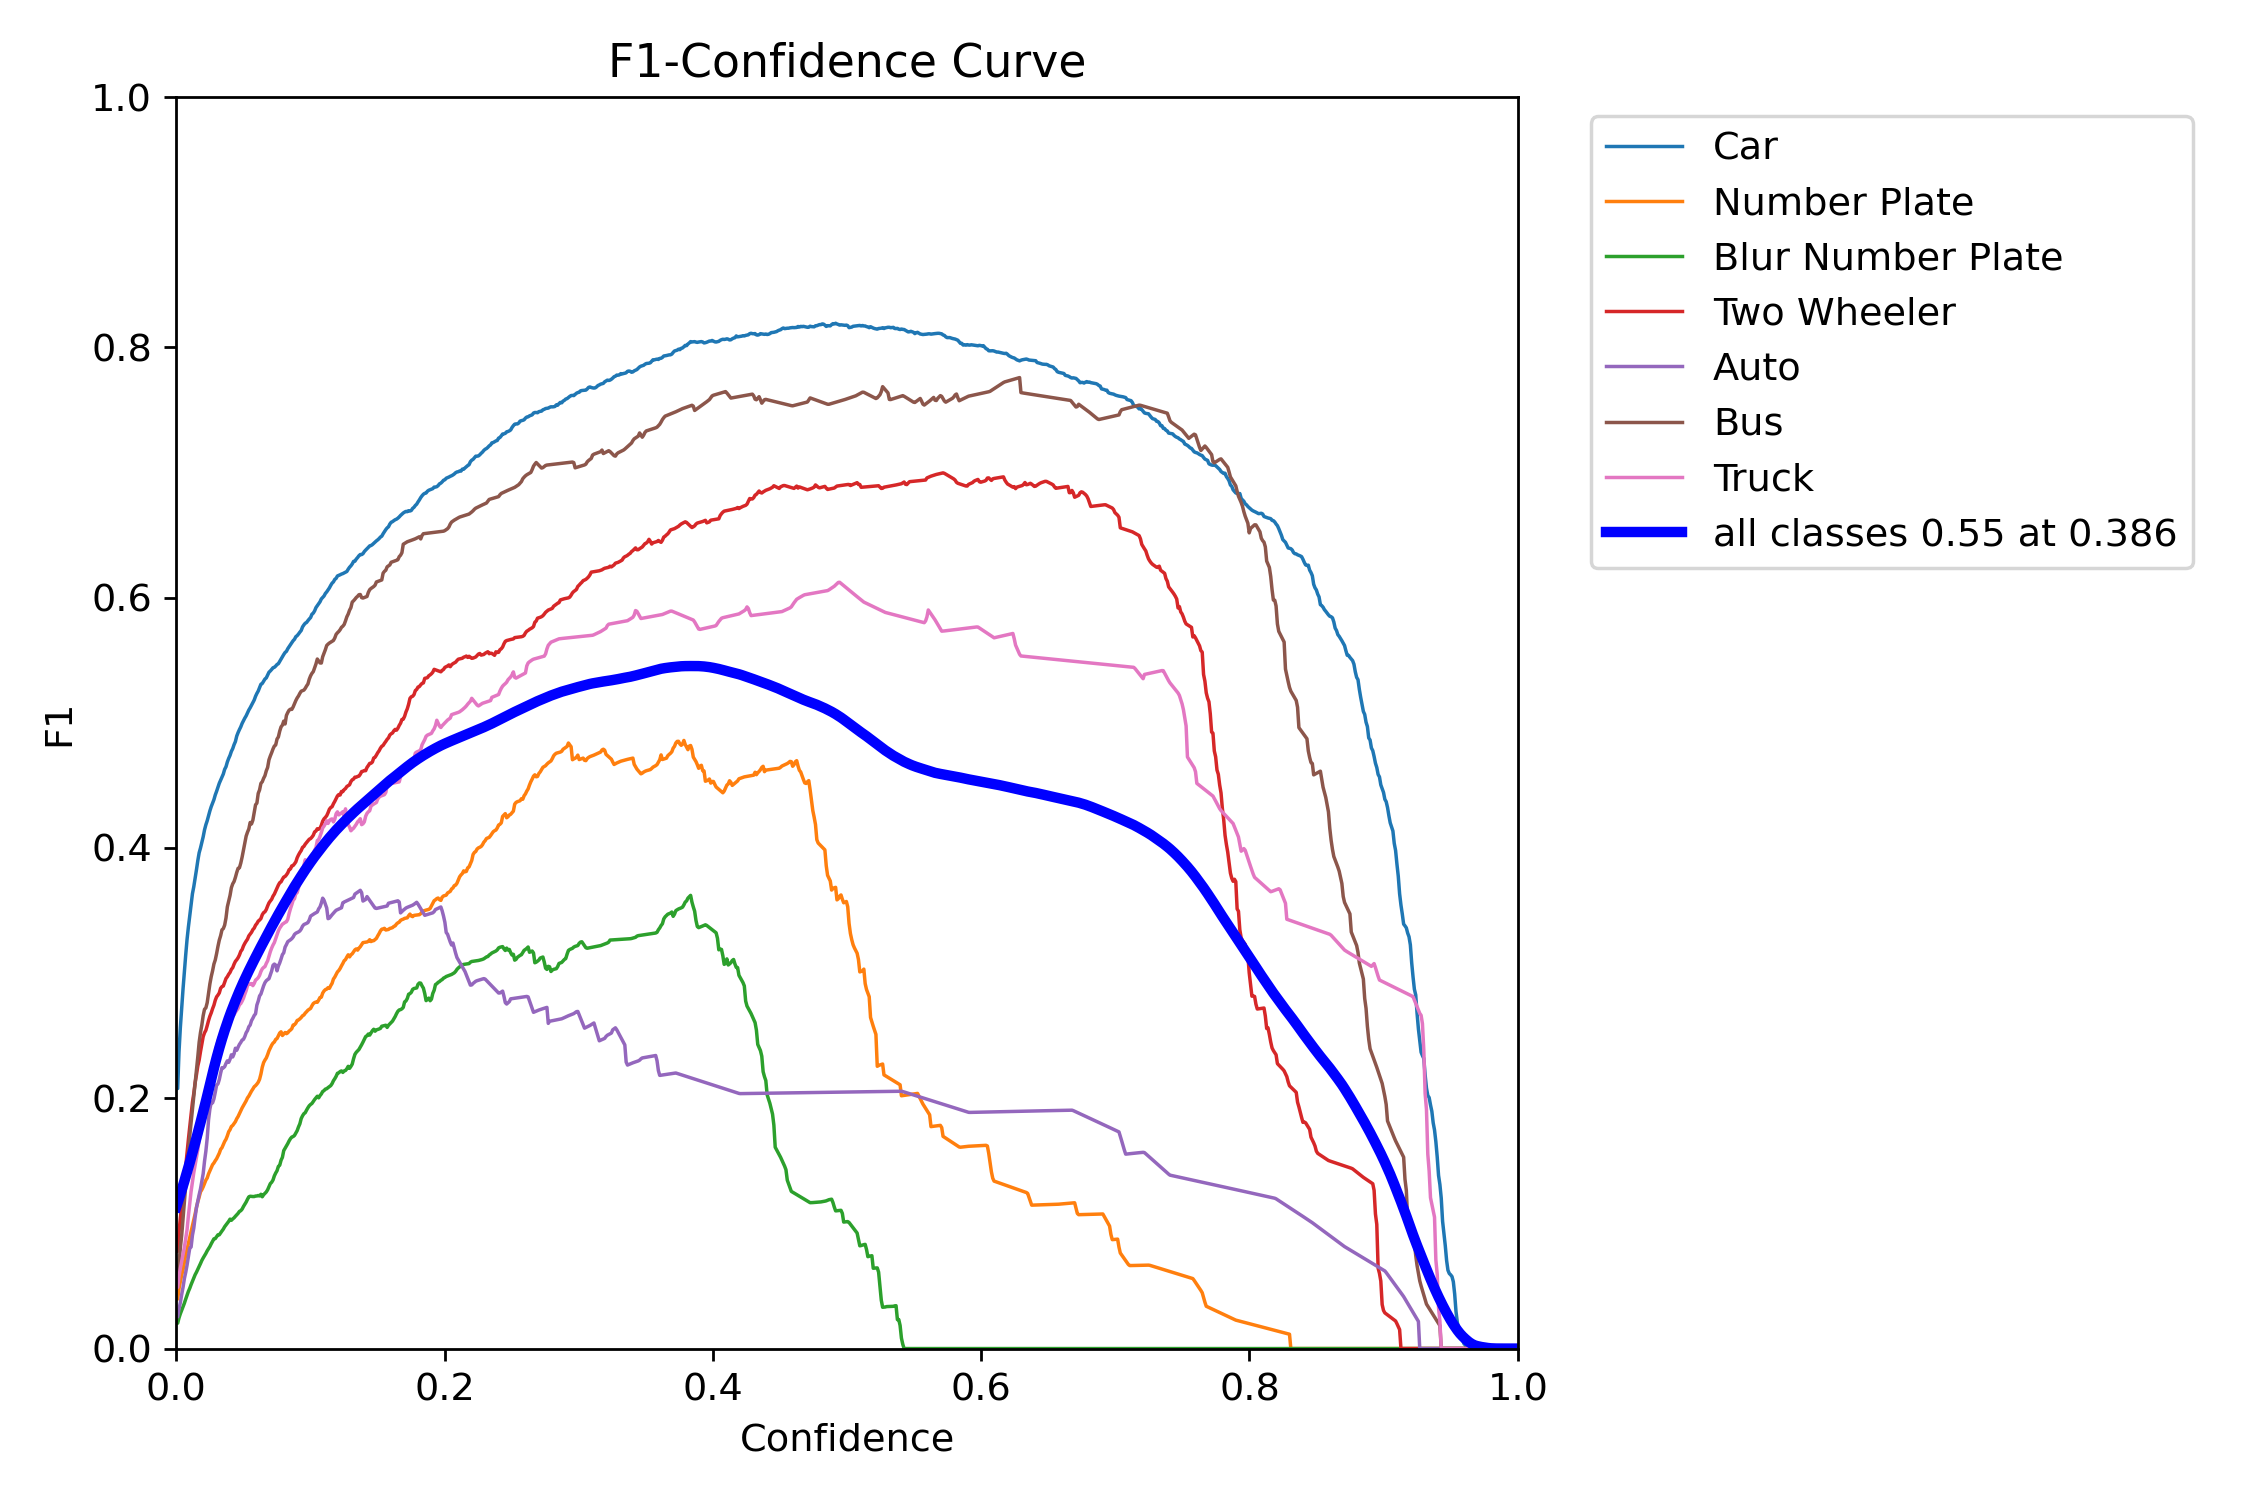 F1-Confidence Curve
1.0
0.8
0.6
0.4
0.2
0.0
F1
0.0 0.2 0.4 0.6 0.8 1.0
Confidence
Car
Number Plate
Blur Number Plate
Two Wheeler
Auto
Bus
Truck
all classes 0.55 at 0.386